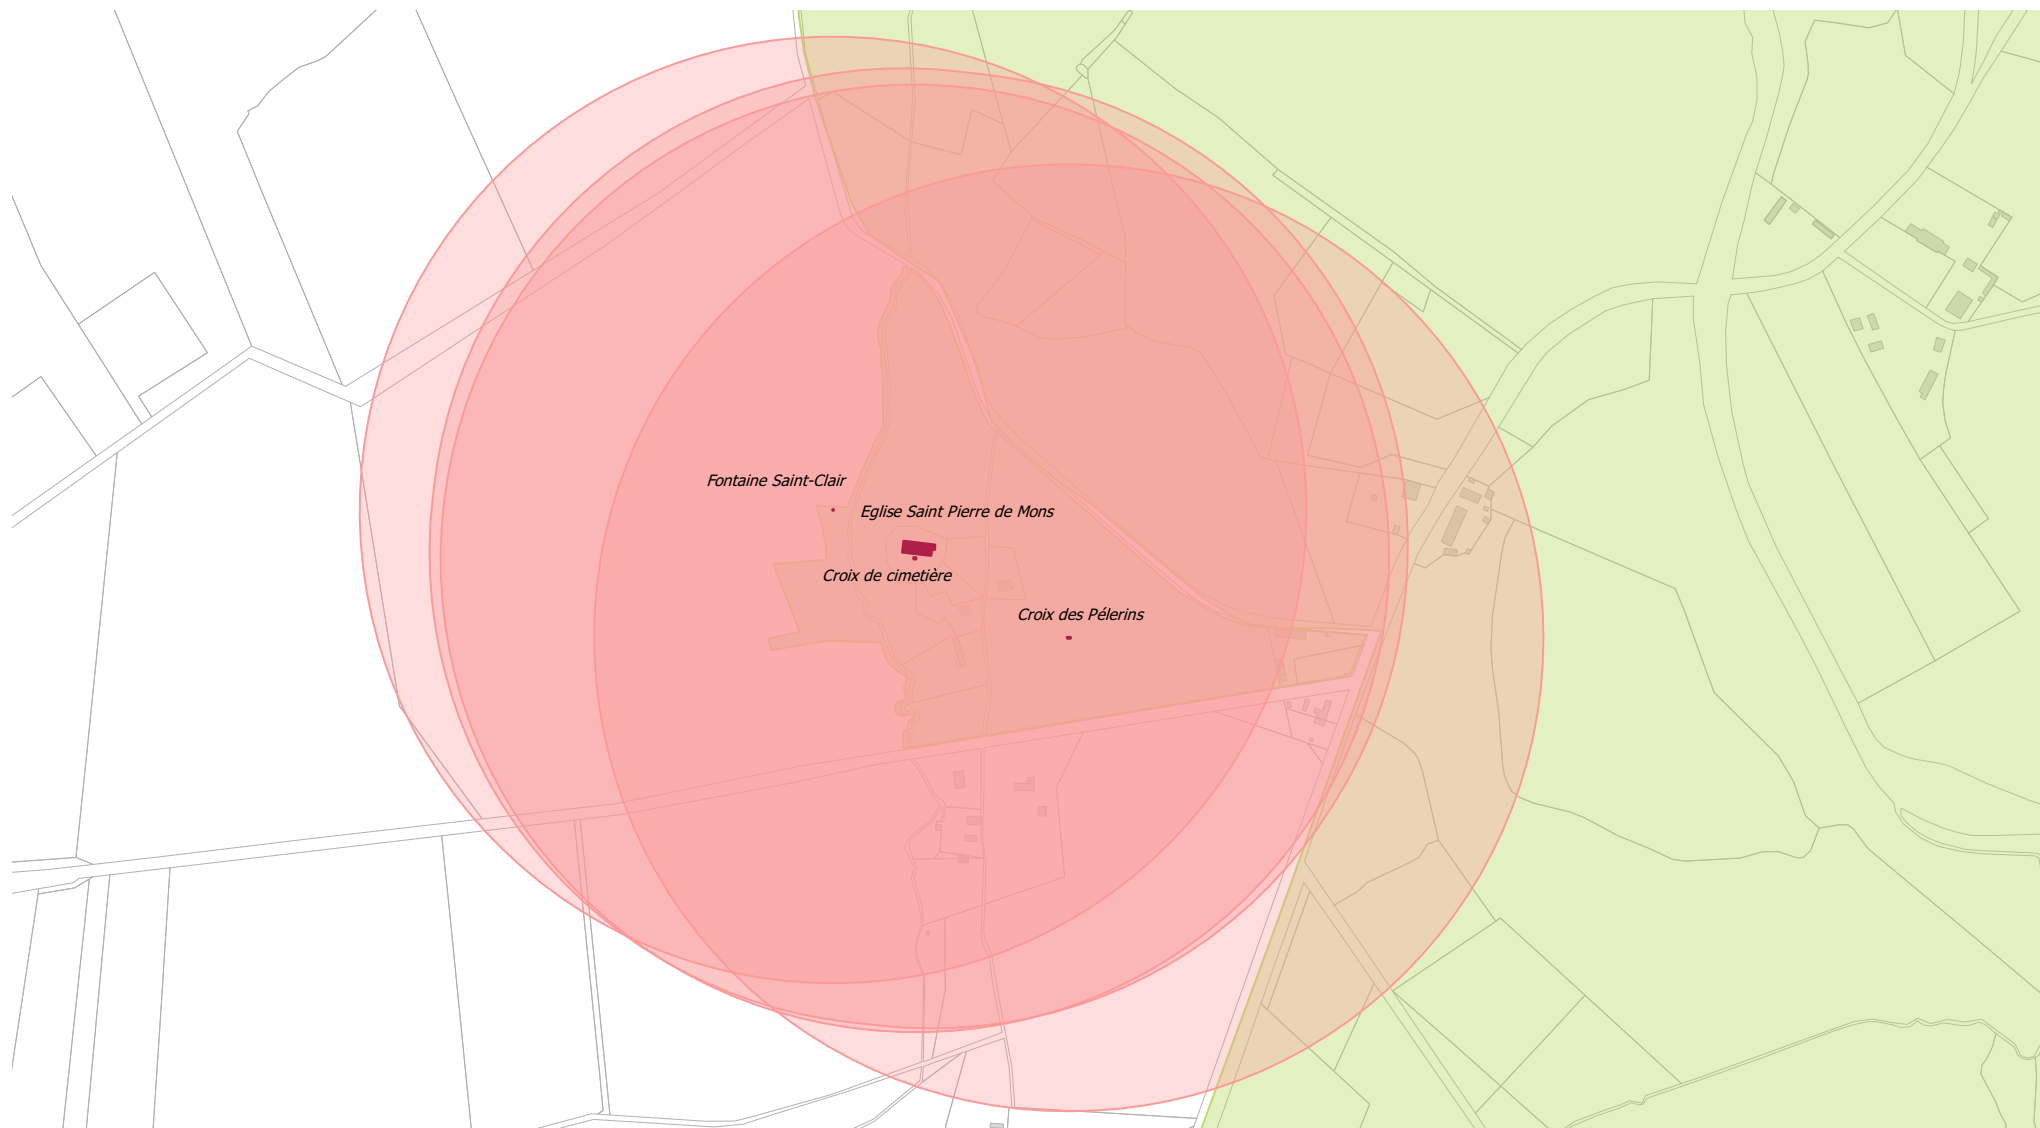 Fontaine Saint-Clair
Eglise Saint Pierre de Mons
Croix de cimetière
Croix des Pélerins